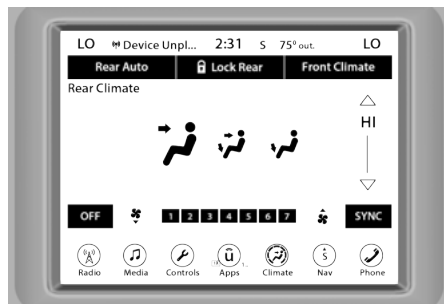 LO Device Unpl... 2:31 S 75° out. LO
Rear Auto Lock Rear Front Climate
Rear Climate
HI
OFF 1 2 3 4 5 6 7 SYNC
Radio Media Controls Apps Climate Nav Phone